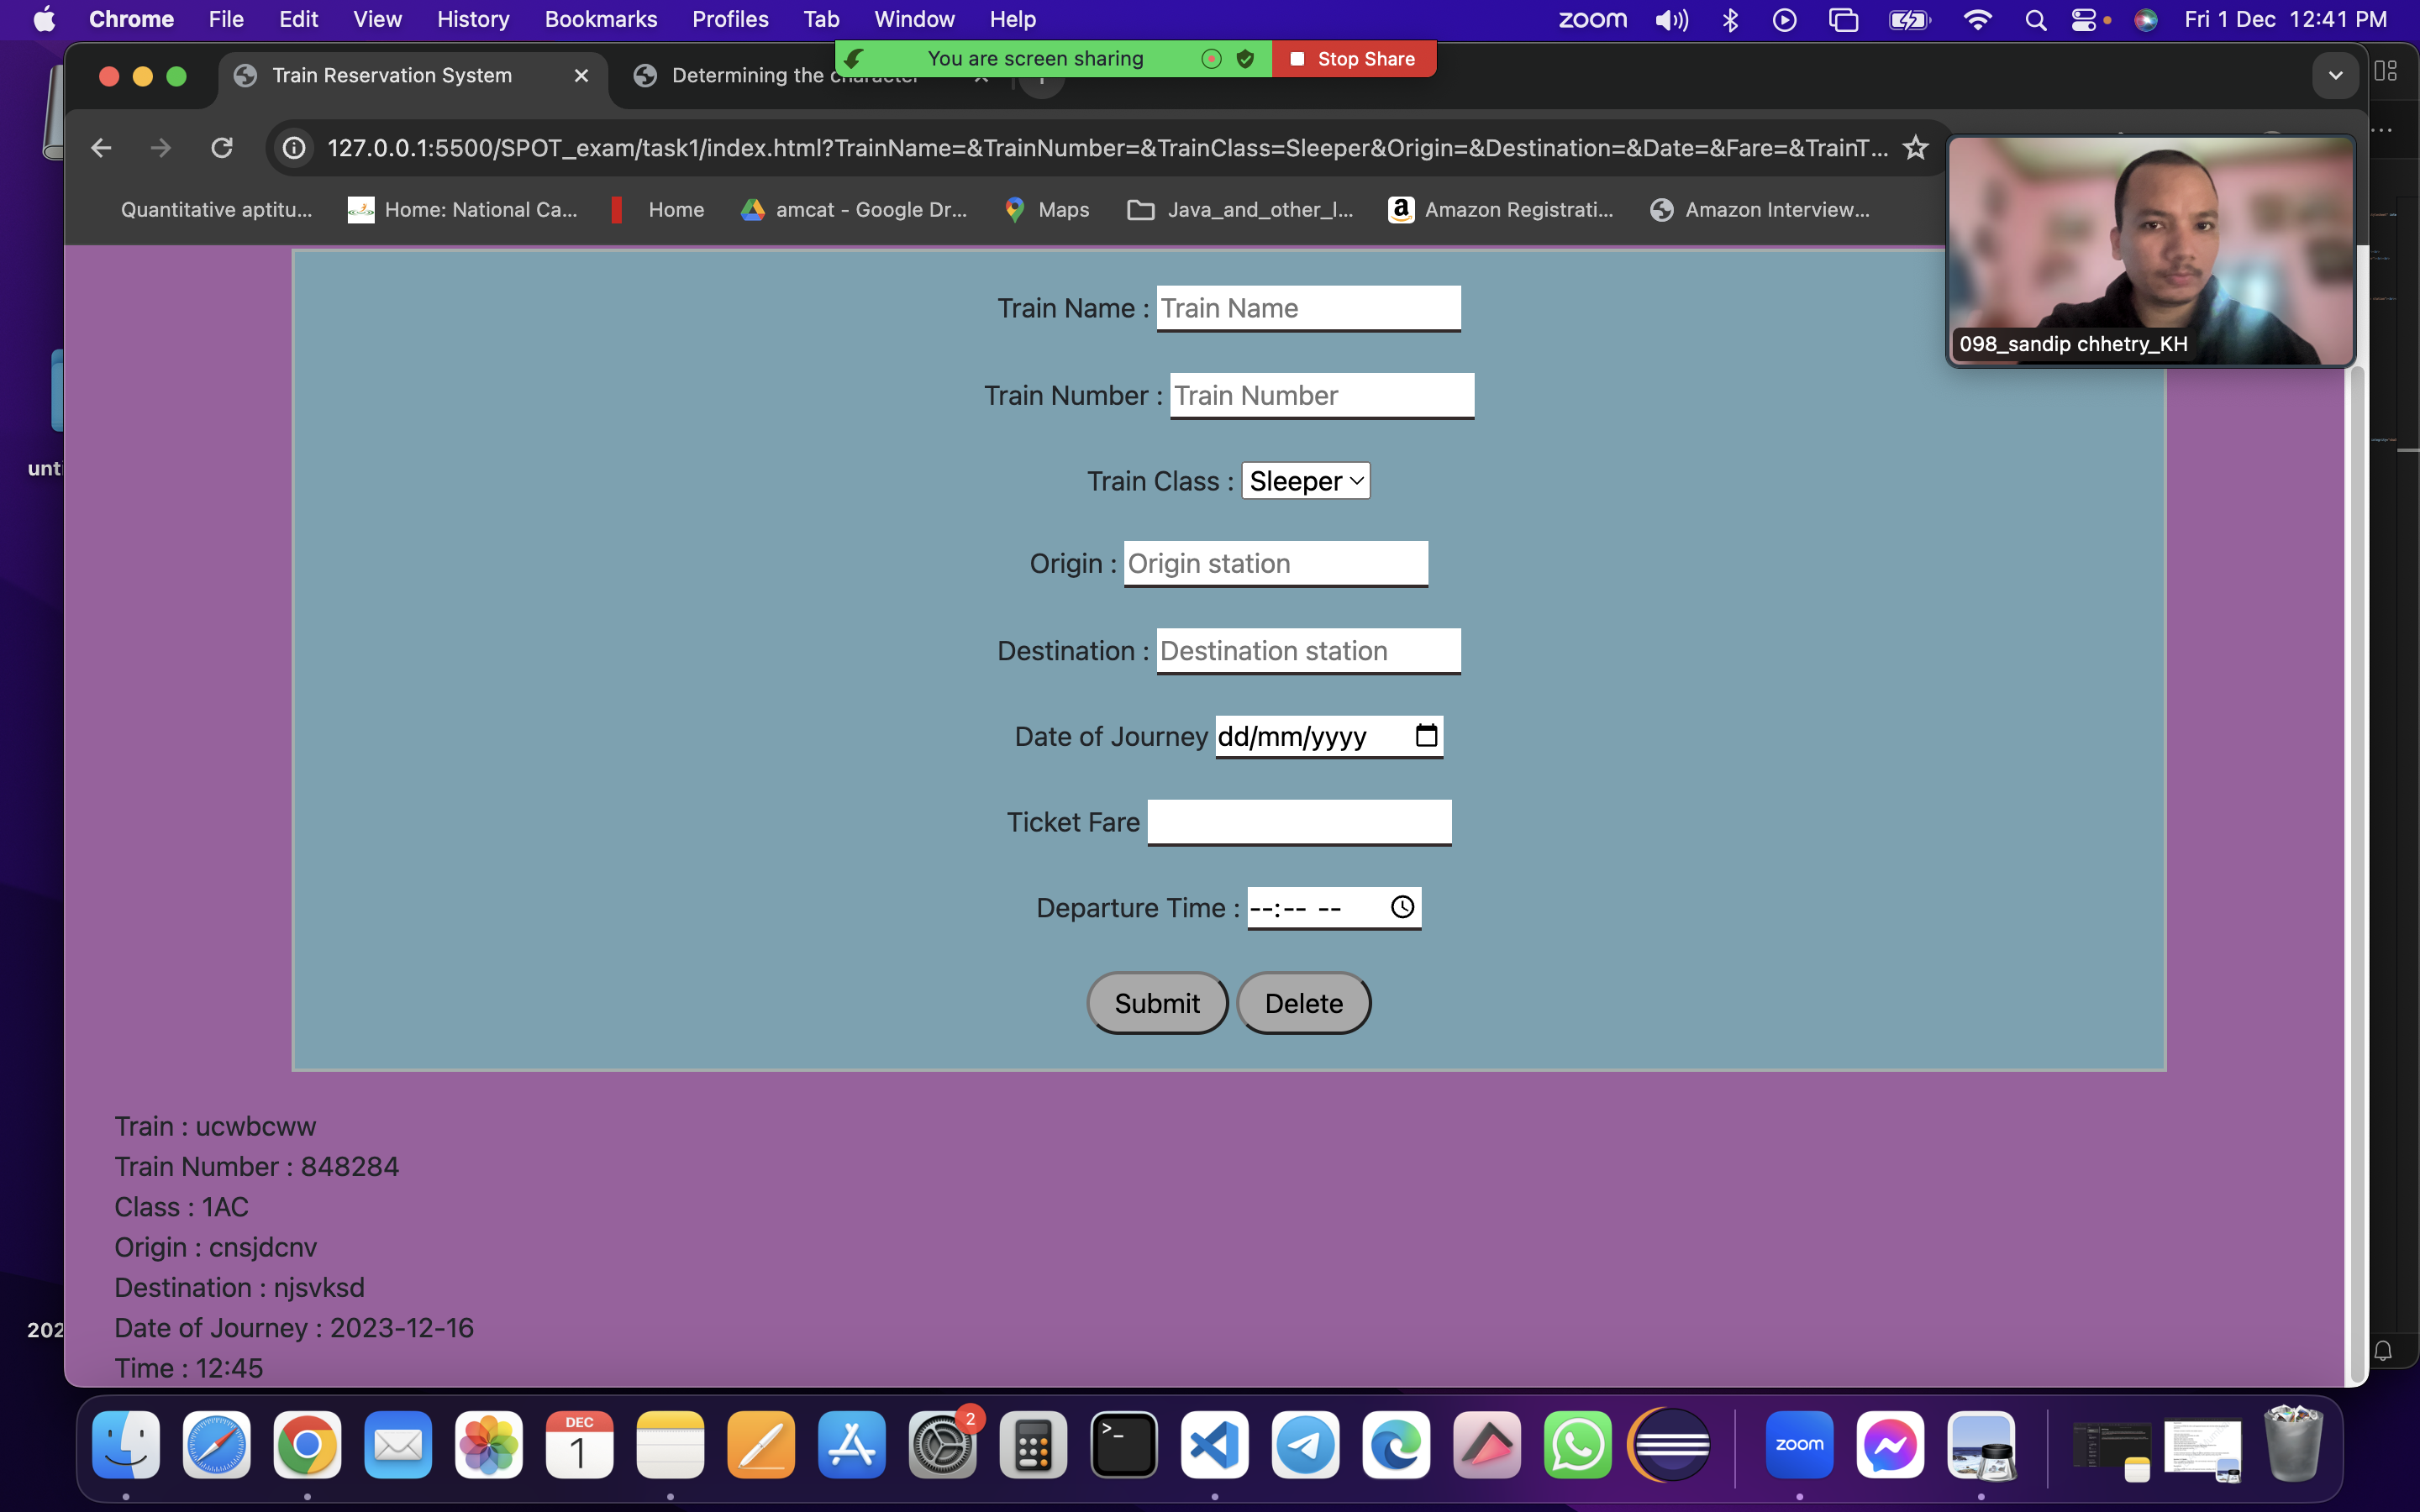 Chrome File Edit View History Bookmarks Profiles Tab Window Help zoom Fri 1 Dec 12:41 PM
You are screen sharing Stop Share
Train Reservation System Determining the character
127.0.0.1:5500/SPOT_exam/task1/index.html?TrainName=&TrainNumber=&TrainClass=Sleeper&Origin=&Destination=&Date=&Fare=&TrainT...
Quantitative aptitu... Home: National Ca... Home amcat - Google Dr... Maps Java_and_other_l... Amazon Registrati... Amazon Interview...
098_sandip chhetry_KH
Train Name : Train Name
Train Number : Train Number
Train Class : Sleeper
Origin : Origin station
Destination : Destination station
Date of Journey dd/mm/yyyy
Ticket Fare
Departure Time : --:-- --
Submit Delete
Train : ucwbcww
Train Number : 848284
Class : 1AC
Origin : cnsjdcnv
Destination : njsvksd
Date of Journey : 2023-12-16
Time : 12:45
unt
202
DEC
1
2
zoom